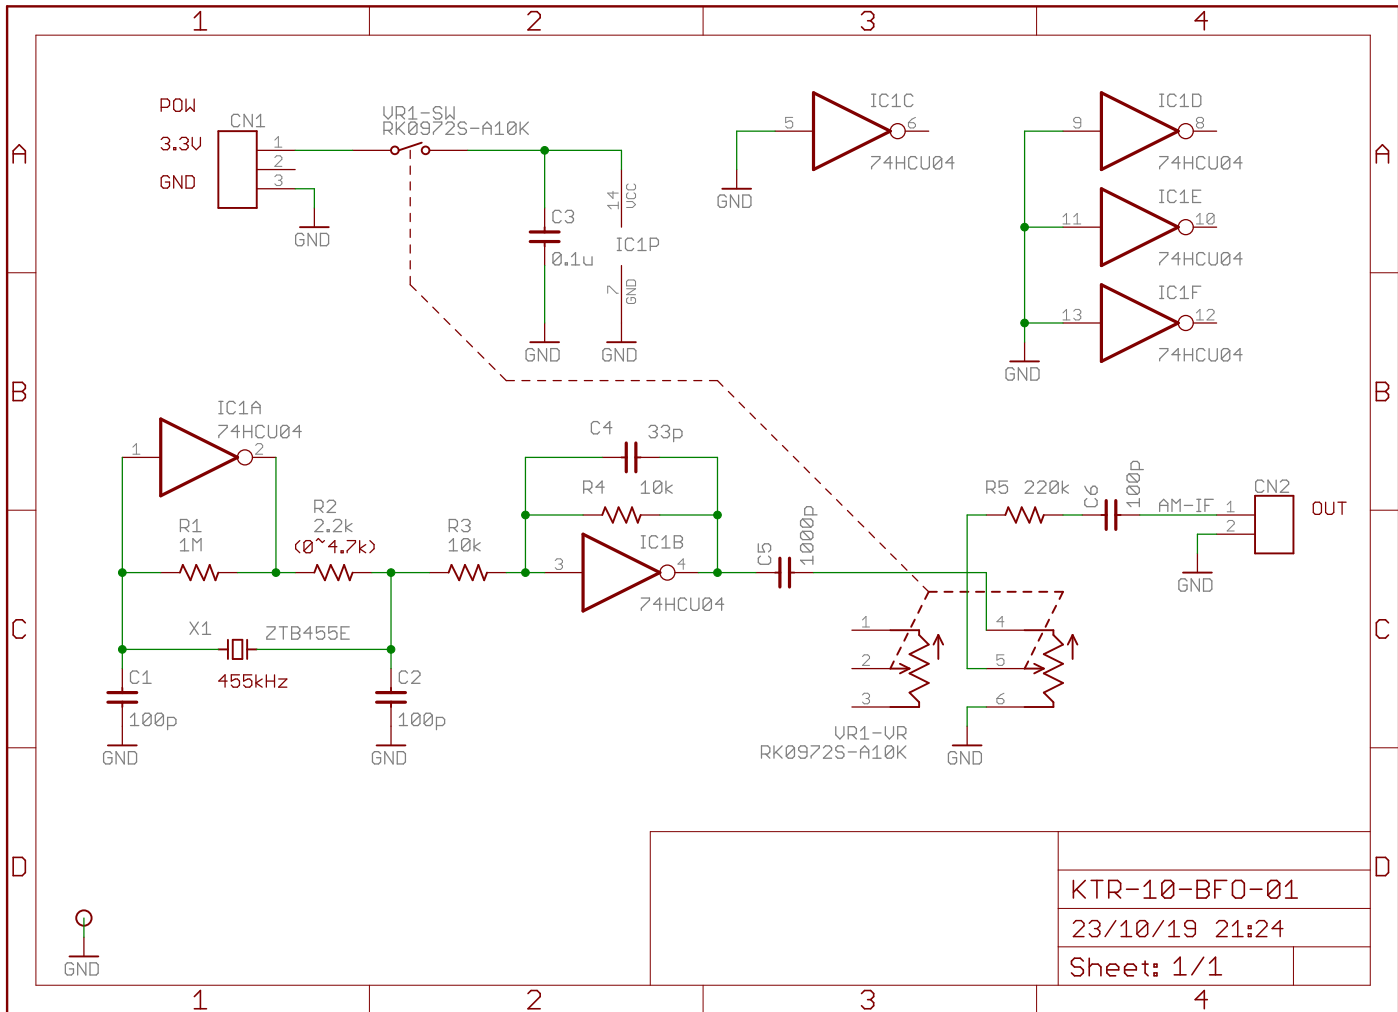 1 2 3 4
A
A
B
B
C
C
D
D
POW
3.3V
GND
CN1
1
2
3
GND
VR1-SW
RK0972S-A10K
C3
0.1u
GND
14
VCC
IC1P
7
GND
GND
5
IC1C
6
74HCU04
GND
9
IC1D
8
74HCU04
11
IC1E
10
74HCU04
13
IC1F
12
74HCU04
GND
IC1A
74HCU04
1
2
R1
1M
R2
2.2k
(0~4.7k)
X1
ZTB455E
455kHz
C1
100p
GND
C2
100p
GND
R3
10k
C4
33p
R4
10k
3
IC1B
4
74HCU04
C5
1000p
1
2
3
4
5
6
VR1-VR
RK0972S-A10K
GND
R5
220k
C6
100p
AM-IF
CN2
1
2
OUT
GND
GND
KTR-10-BFO-01
23/10/19 21:24
Sheet: 1/1
1 2 3 4